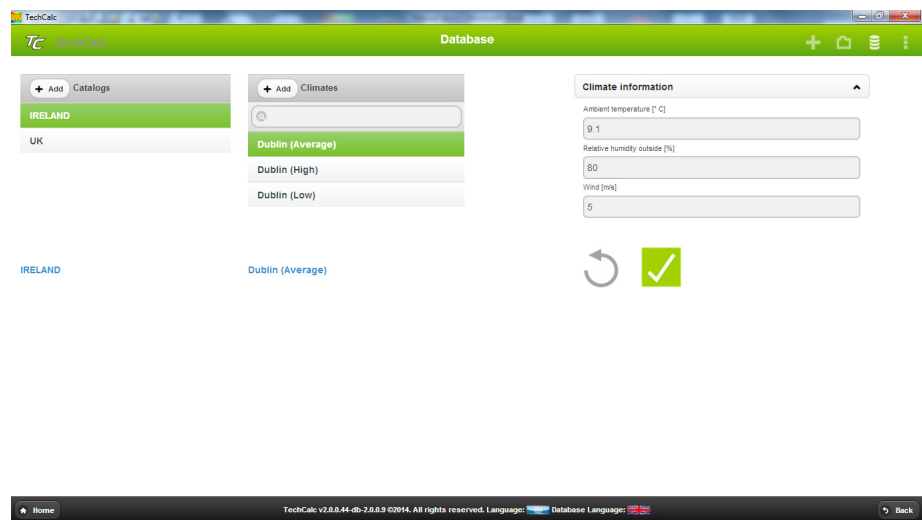 TechCalc
TC TechCalc
Database
+ Add Catalogs
IRELAND
UK
+ Add Climates
Dublin (Average)
Dublin (High)
Dublin (Low)
Climate information
Ambient temperature [° C]
9.1
Relative humidity outside [%]
80
Wind [m/s]
5
IRELAND
Dublin (Average)
Home
TechCalc v2.0.0.44-db-2.0.0.9 ©2014. All rights reserved. Language: Database Language:
Back